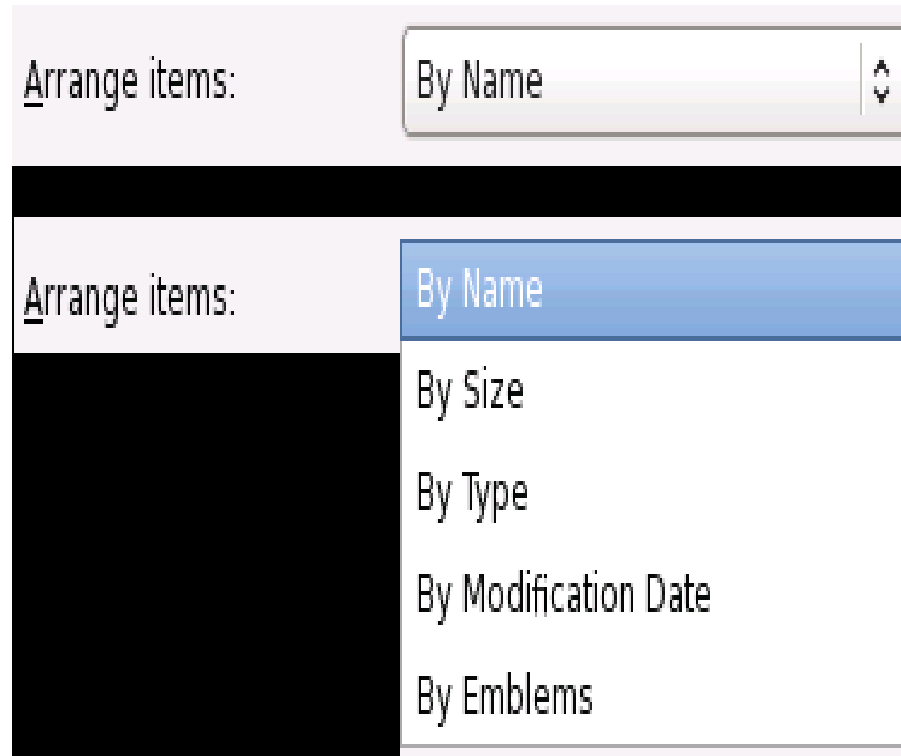 Arrange items: By Name
Arrange items: By Name
By Size
By Type
By Modification Date
By Emblems